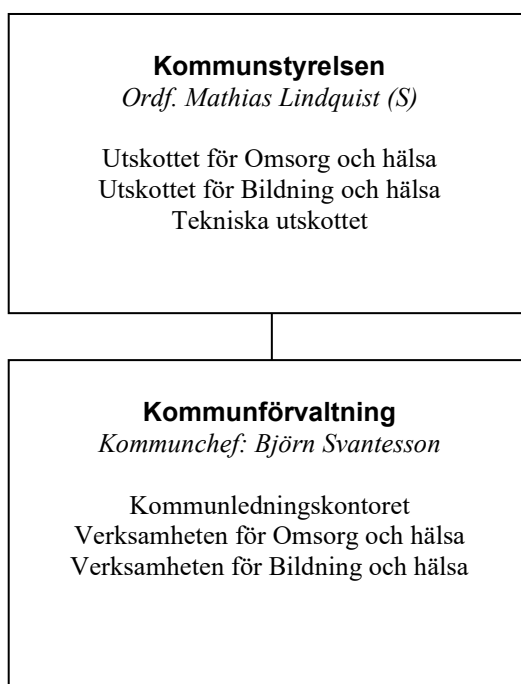 Kommunstyrelsen
Ordf. Mathias Lindquist (S)
Utskottet för Omsorg och hälsa
Utskottet för Bildning och hälsa
Tekniska utskottet
Kommunförvaltning
Kommunchef: Björn Svantesson
Kommunledningskontoret
Verksamheten för Omsorg och hälsa
Verksamheten för Bildning och hälsa